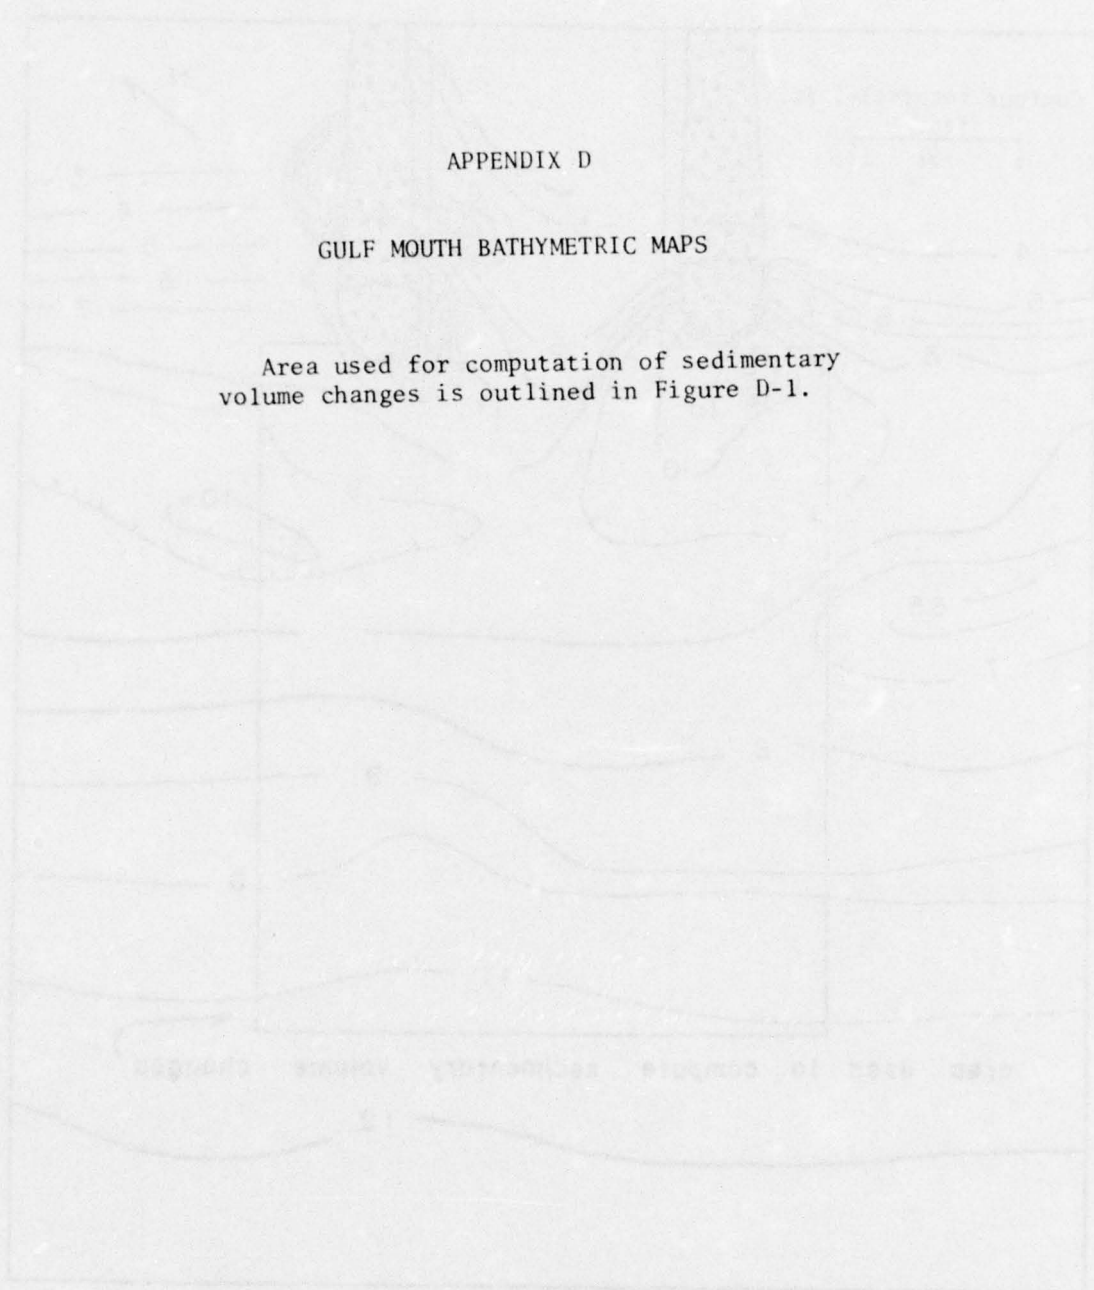 APPENDIX D
GULF MOUTH BATHYMETRIC MAPS
Area used for computation of sedimentary
volume changes is outlined in Figure D-1.